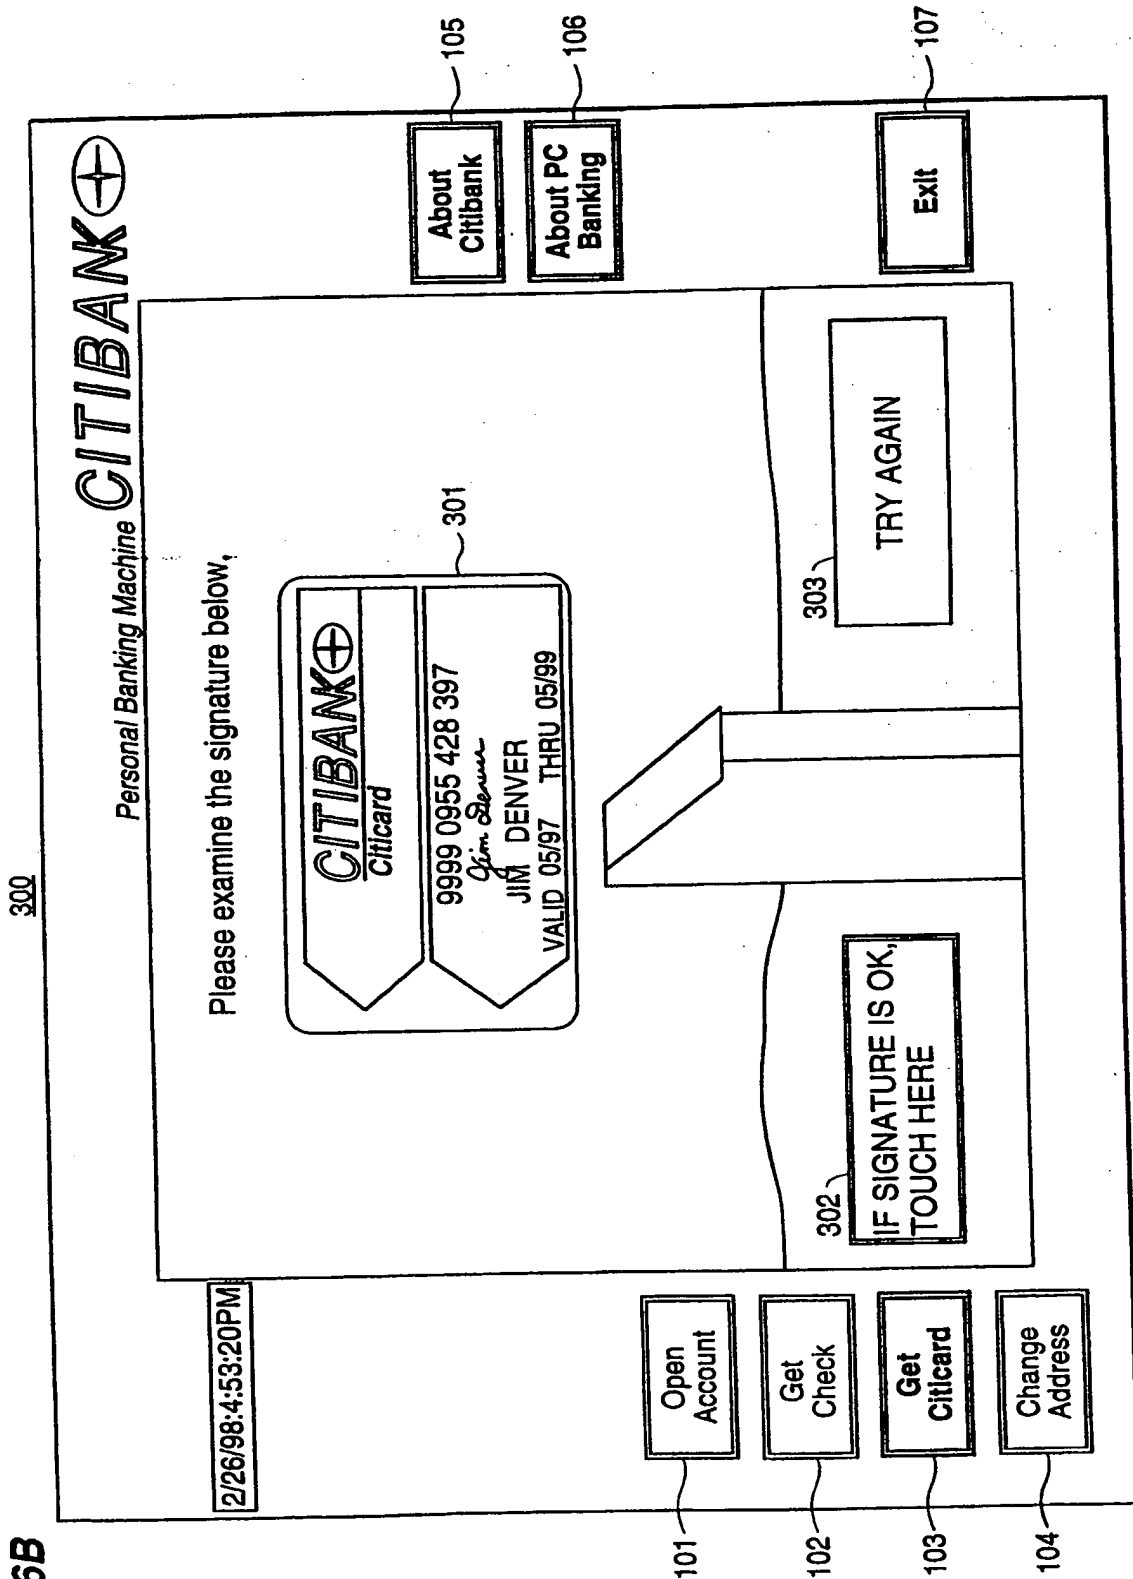 6B
300
Personal Banking Machine CITIBANK
2/26/98:4:53:20PM
Please examine the signature below,
CITIBANK
Citicard
9999 0955 428 397
Jim Denver
JIM DENVER
VALID 05/97 THRU 05/99
301
About
Citibank
105
About PC
Banking
106
Open
Account
101
Get
Check
102
Get
Citicard
103
Change
Address
104
302
IF SIGNATURE IS OK,
TOUCH HERE
303
TRY AGAIN
Exit
107